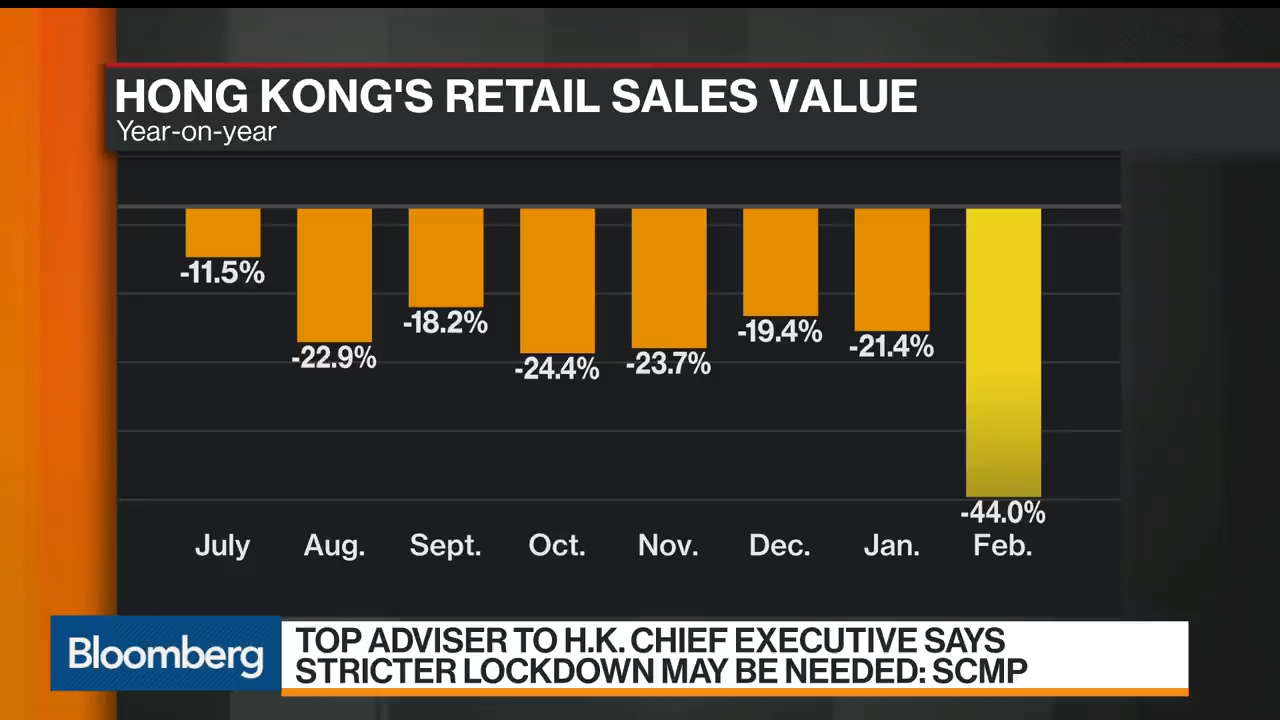 HONG KONG'S RETAIL SALES VALUE
Year-on-year
-11.5%
-22.9%
-18.2%
-24.4%
-23.7%
-19.4%
-21.4%
-44.0%
July Aug. Sept. Oct. Nov. Dec. Jan. Feb.
Bloomberg
TOP ADVISER TO H.K. CHIEF EXECUTIVE SAYS
STRICTER LOCKDOWN MAY BE NEEDED: SCMP